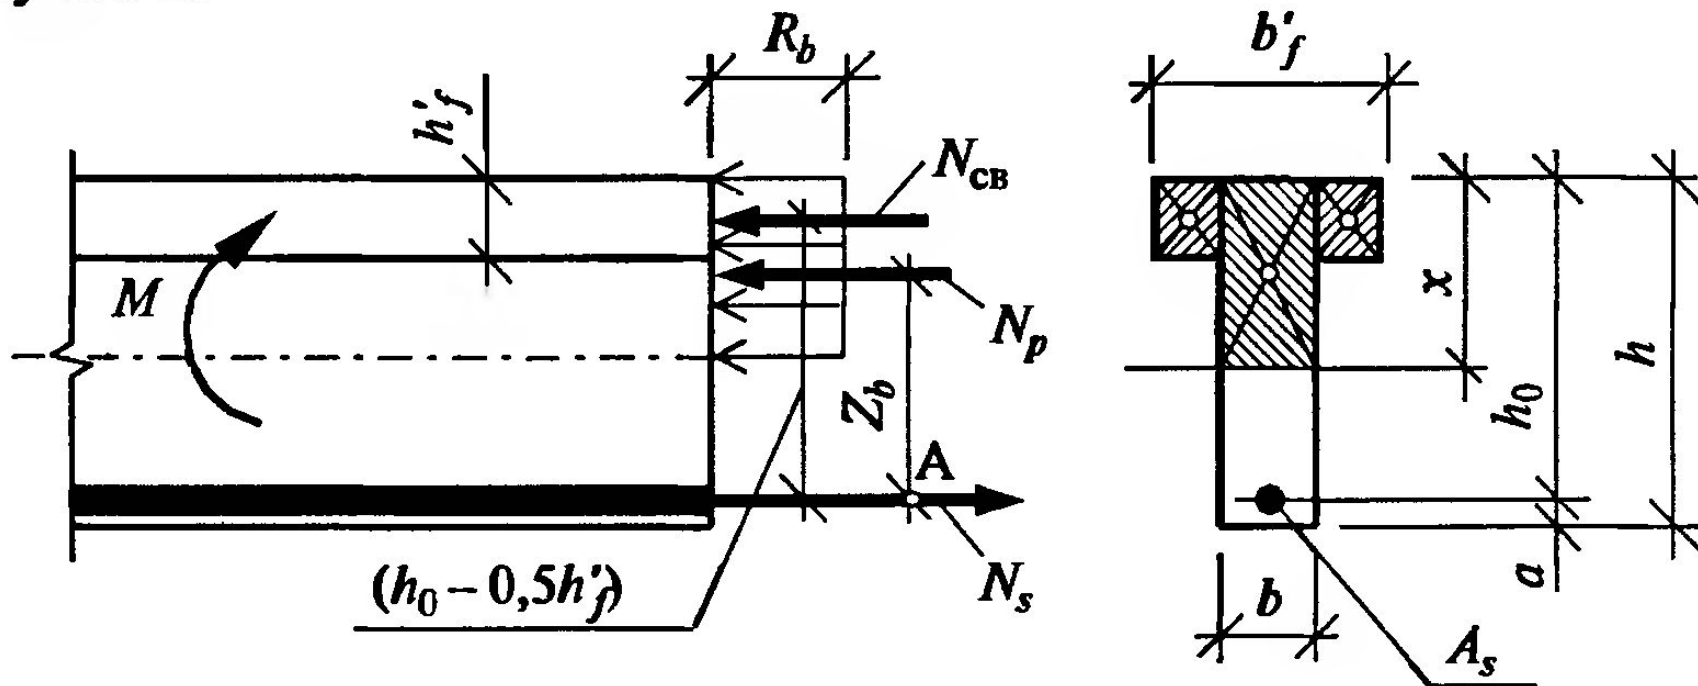 R_b
b'_f
h'_f
N_св
M
N_p
x
h
h_0
Z_b
A
(h_0 – 0,5h'_f)
N_s
b
a
A_s